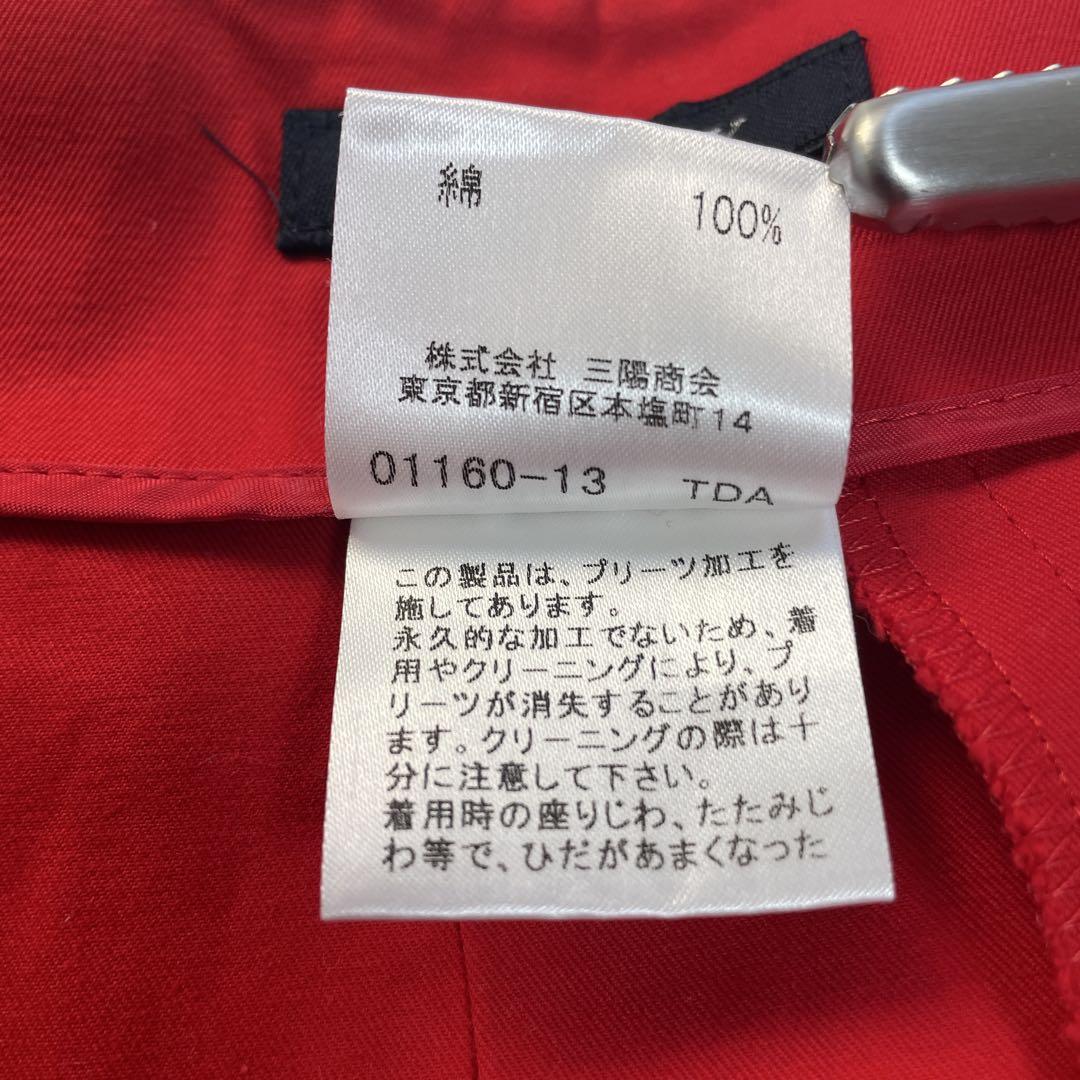 綿 100%
株式会社 三陽商会
東京都新宿区本塩町14
01160-13 TDA
この製品は、プリーツ加工を
施してあります。
永久的な加工でないため、着
用やクリーニングにより、プ
リーツが消失することがあり
ます。クリーニングの際は十
分に注意して下さい。
着用時の座りじわ、たたみじ
わ等で、ひだがあまくなった